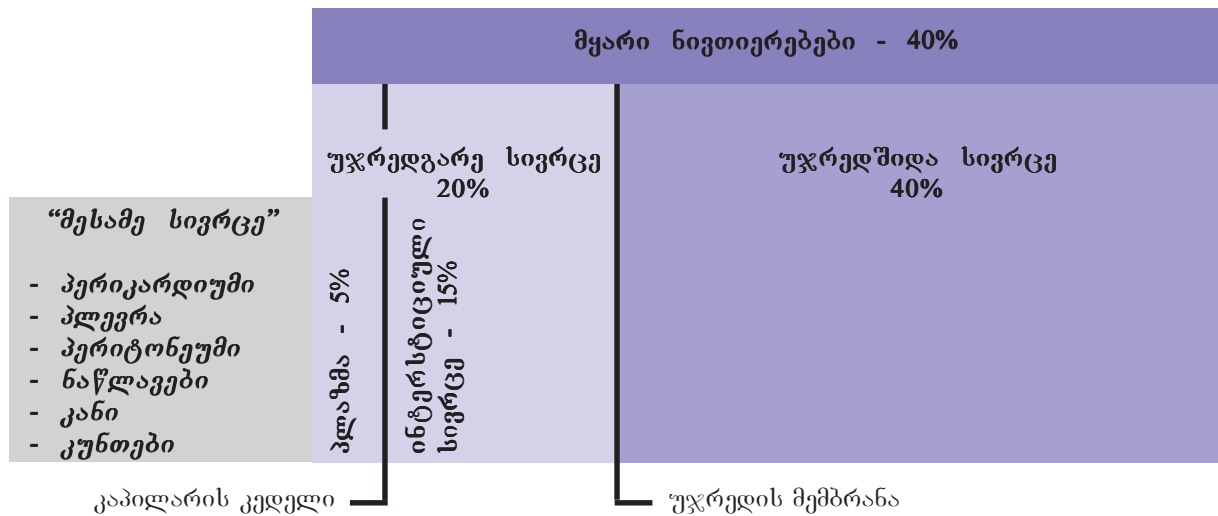 მყარი ნივთიერებები - 40%
უჯრედგარე სივრცე
20%
უჯრედშიდა სივრცე
40%
“მესამე სივრცე”
- პერიკარდიუმი
- პლევრა
- პერიტონეუმი
- ნაწლავები
- კანი
- კუნთები
პლაზმა - 5%
ინტერსტიციული
სივრცე - 15%
კაპილარის კედელი
უჯრედის მემბრანა